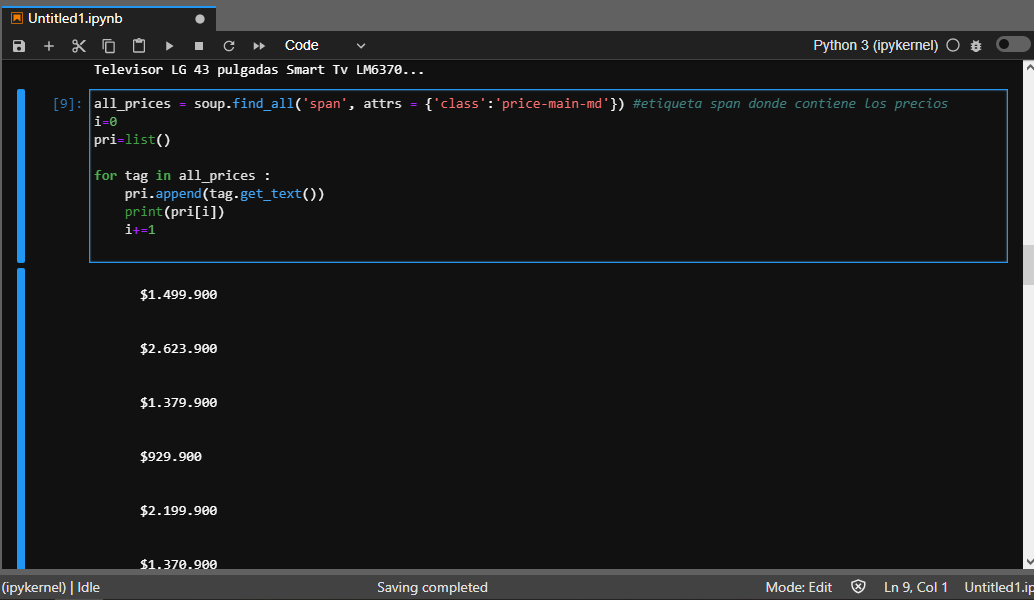 Untitled1.ipynb
Code
Python 3 (ipykernel)
Televisor LG 43 pulgadas Smart Tv LM6370...
[9]:
all_prices = soup.find_all('span', attrs = {'class':'price-main-md'}) #etiqueta span donde contiene los precios
i=0
pri=list()
for tag in all_prices :
pri.append(tag.get_text())
print(pri[i])
i+=1
$1.499.900
$2.623.900
$1.379.900
$929.900
$2.199.900
$1.370.900
(ipykernel) | Idle
Saving completed
Mode: Edit
Ln 9, Col 1
Untitled1.ip